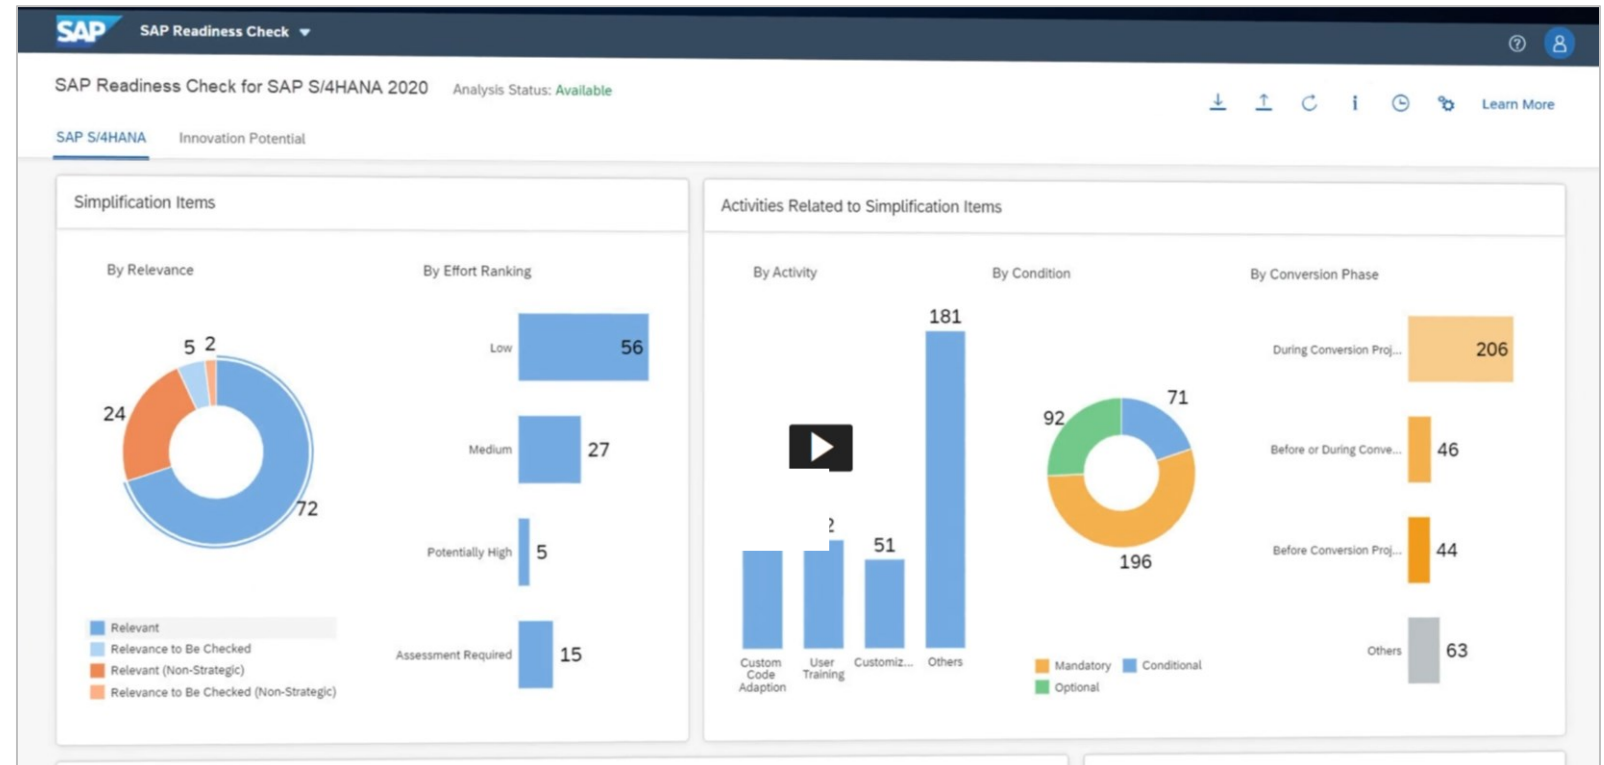 SAP
SAP Readiness Check
SAP Readiness Check for SAP S/4HANA 2020
Analysis Status: Available
Learn More
SAP S/4HANA
Innovation Potential
Simplification Items
By Relevance
5
2
24
72
Relevant
Relevance to Be Checked
Relevant (Non-Strategic)
Relevance to Be Checked (Non-Strategic)
By Effort Ranking
Low
56
Medium
27
Potentially High
5
Assessment Required
15
Activities Related to Simplification Items
By Activity
181
51
Custom
Code
Adaption
User
Training
Customiz...
Others
By Condition
71
92
196
Mandatory
Conditional
Optional
By Conversion Phase
During Conversion Proj...
206
Before or During Conve...
46
Before Conversion Proj...
44
Others
63